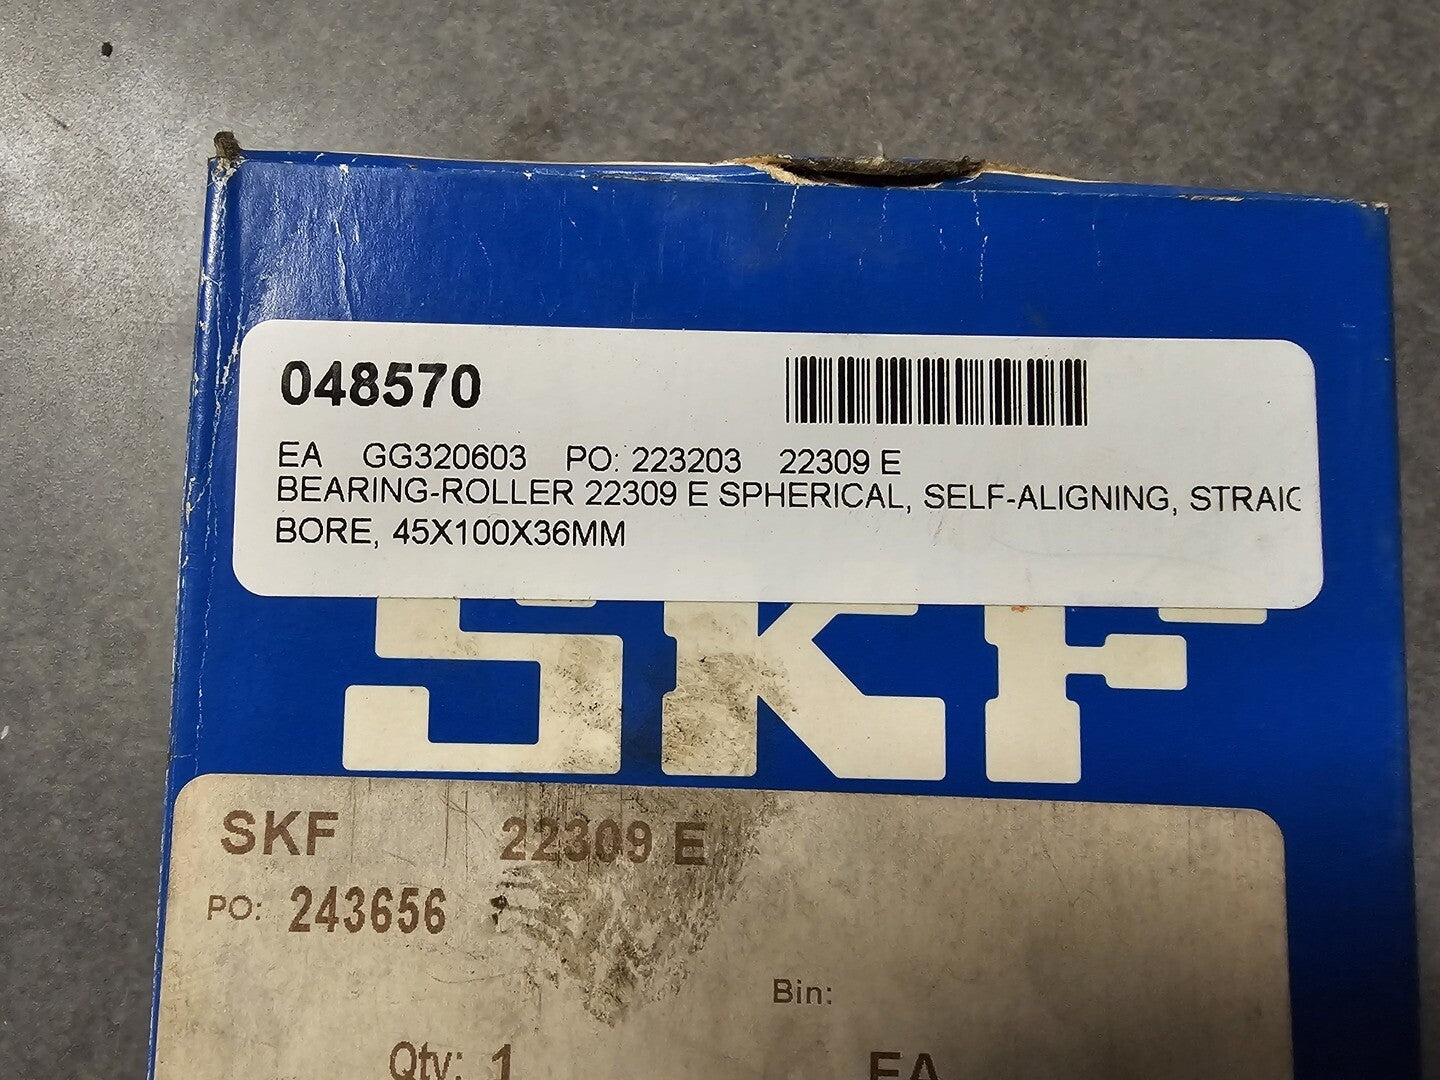 048570
EA GG320603 PO: 223203 22309 E
BEARING-ROLLER 22309 E SPHERICAL, SELF-ALIGNING, STRAIG
BORE, 45X100X36MM
SKF
SKF 22309 E
PO: 243656
Bin:
Qty: 1 EA